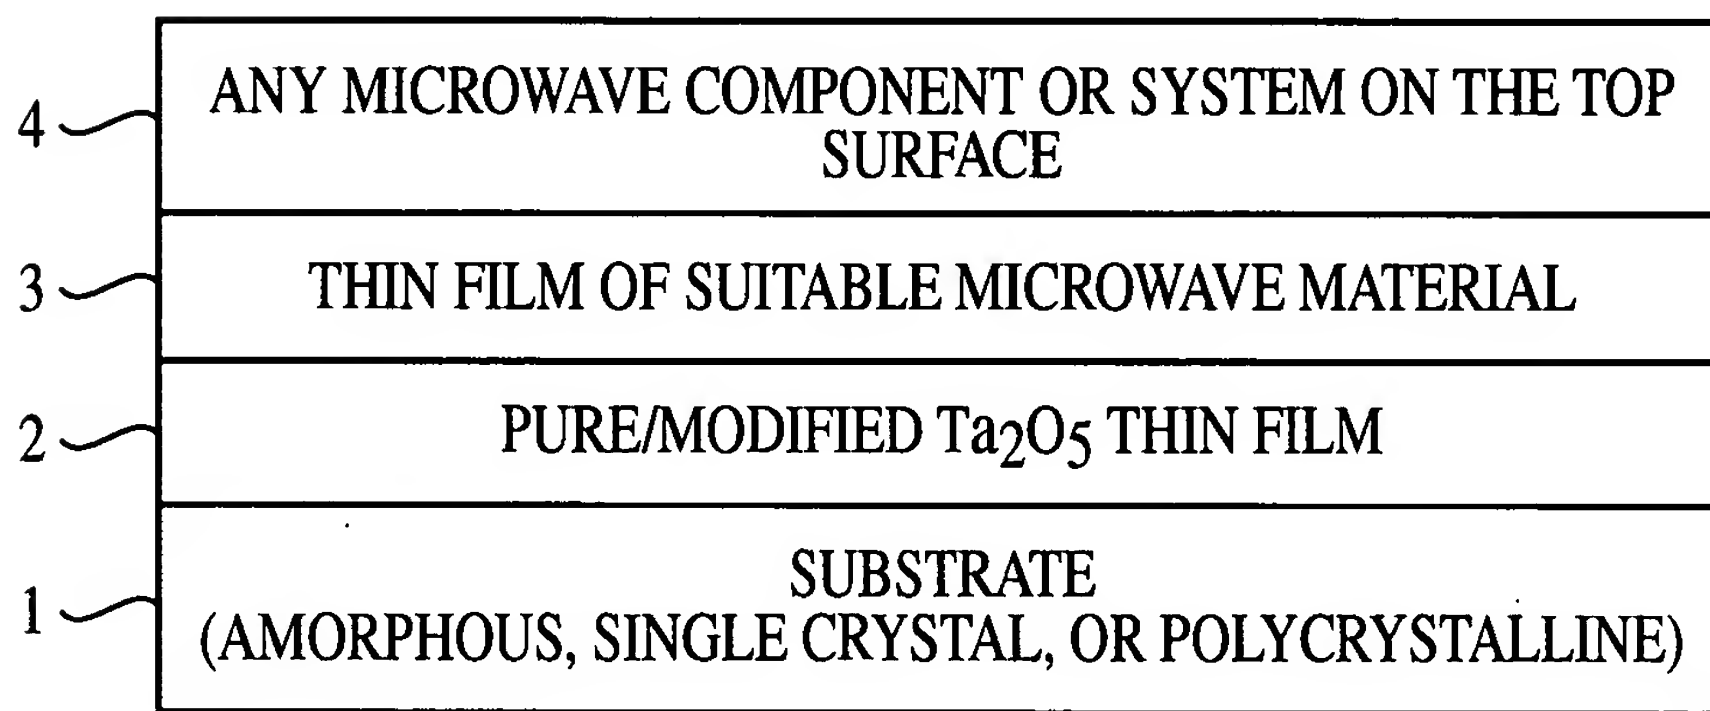 4
ANY MICROWAVE COMPONENT OR SYSTEM ON THE TOP
SURFACE
3
THIN FILM OF SUITABLE MICROWAVE MATERIAL
2
PURE/MODIFIED Ta₂O₅ THIN FILM
1
SUBSTRATE
(AMORPHOUS, SINGLE CRYSTAL, OR POLYCRYSTALLINE)